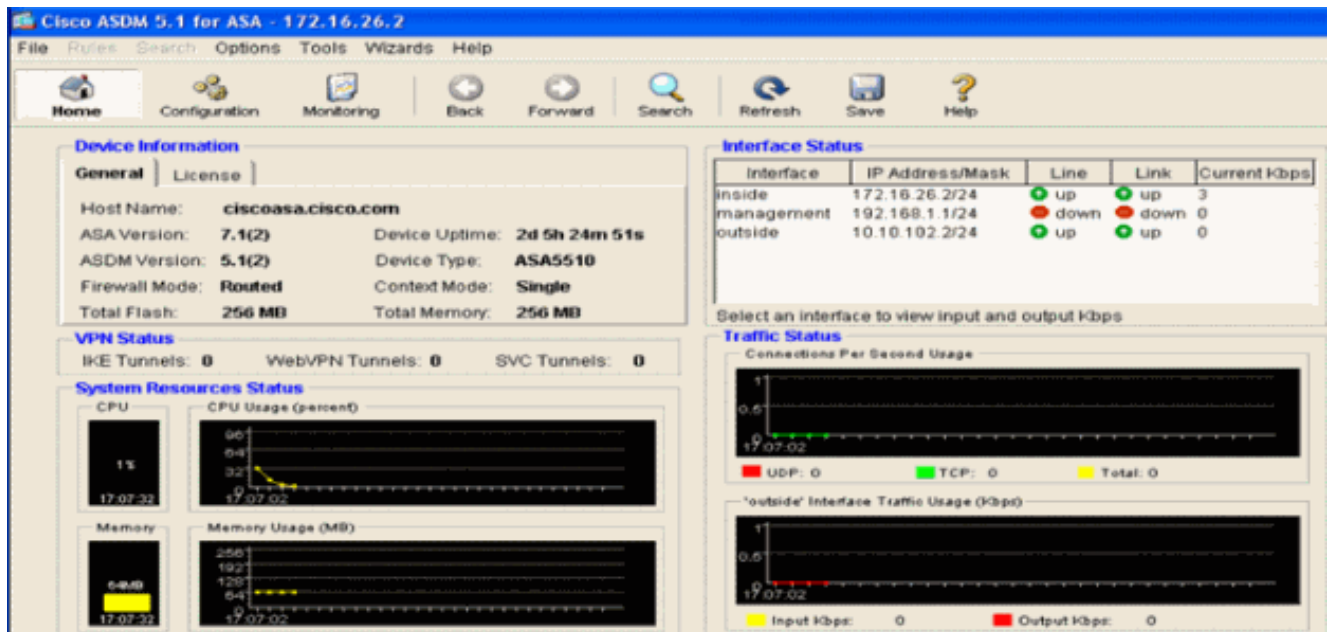 Cisco ASDM 5.1 for ASA - 172.16.26.2
File Rules Search Options Tools Wizards Help
Home Configuration Monitoring Back Forward Search Refresh Save Help
Device Information
General License
Host Name: ciscoasa.cisco.com
ASA Version: 7.1(2) Device Uptime: 2d 5h 24m 51s
ASDM Version: 5.1(2) Device Type: ASA5510
Firewall Mode: Routed Context Mode: Single
Total Flash: 256 MB Total Memory: 256 MB
VPN Status
IKE Tunnels: 0 WebVPN Tunnels: 0 SVC Tunnels: 0
System Resources Status
CPU
1%
17:07:32
CPU Usage (percent)
96
64
32
0
17:07:02
Memory
64MB
17:07:32
Memory Usage (MB)
256
192
128
64
0
17:07:02
Interface Status
Interface IP Address/Mask Line Link Current Kbps
inside 172.16.26.2/24 up up 3
management 192.168.1.1/24 down down 0
outside 10.10.102.2/24 up up 0
Select an interface to view input and output Kbps
Traffic Status
Connections Per Second Usage
1
0.5
0
17:07:02
UDP: 0 TCP: 0 Total: 0
'outside' Interface Traffic Usage (Kbps)
1
0.5
0
17:07:02
Input Kbps: 0 Output Kbps: 0